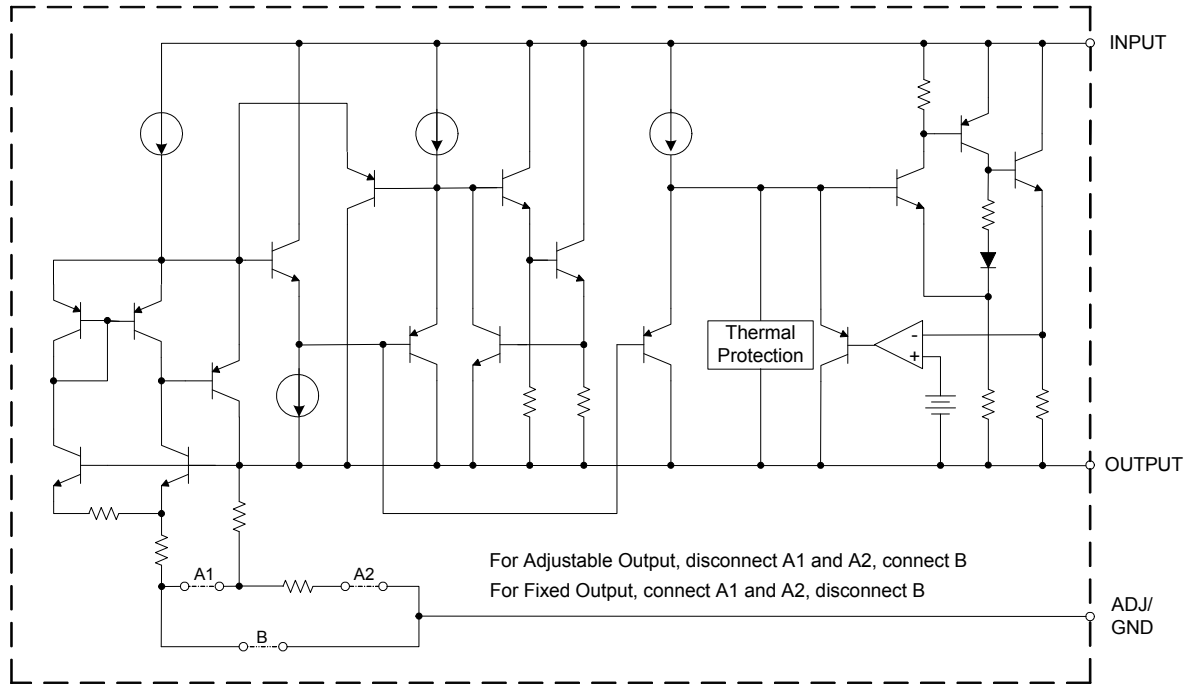 INPUT
Thermal
Protection
-
+
OUTPUT
For Adjustable Output, disconnect A1 and A2, connect B
For Fixed Output, connect A1 and A2, disconnect B
A1
A2
B
ADJ/
GND